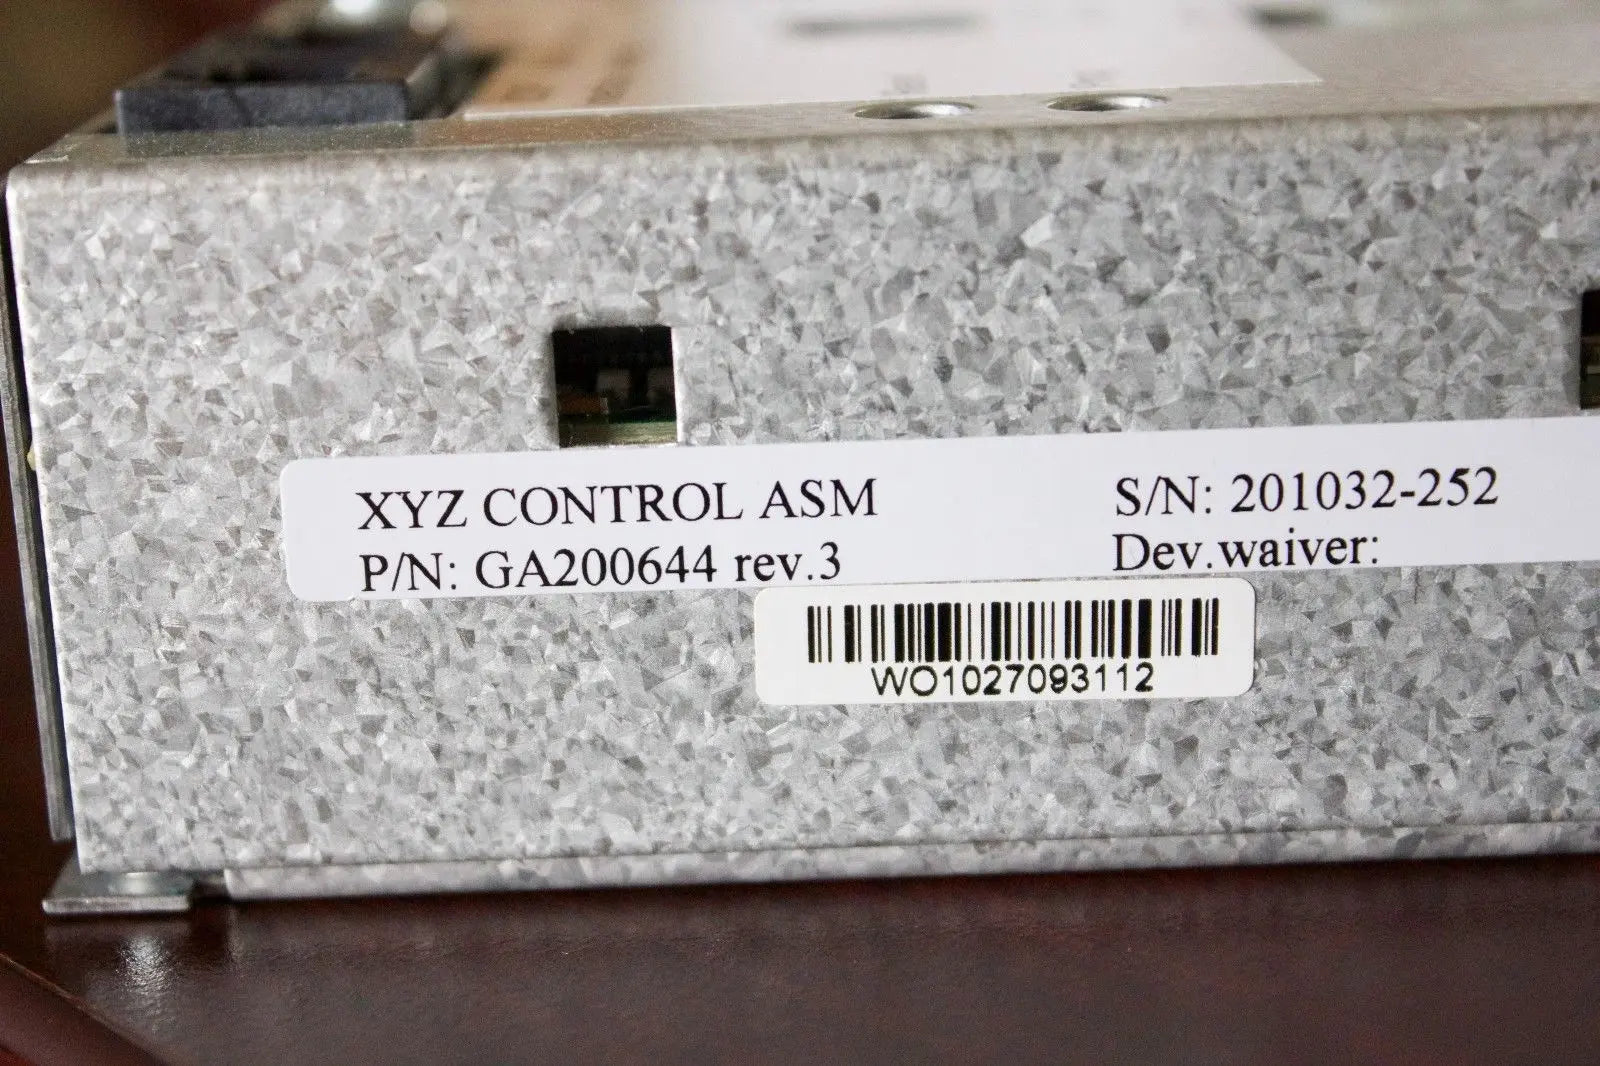 XYZ CONTROL ASM
P/N: GA200644 rev.3
S/N: 201032-252
Dev.waiver:
WO1027093112